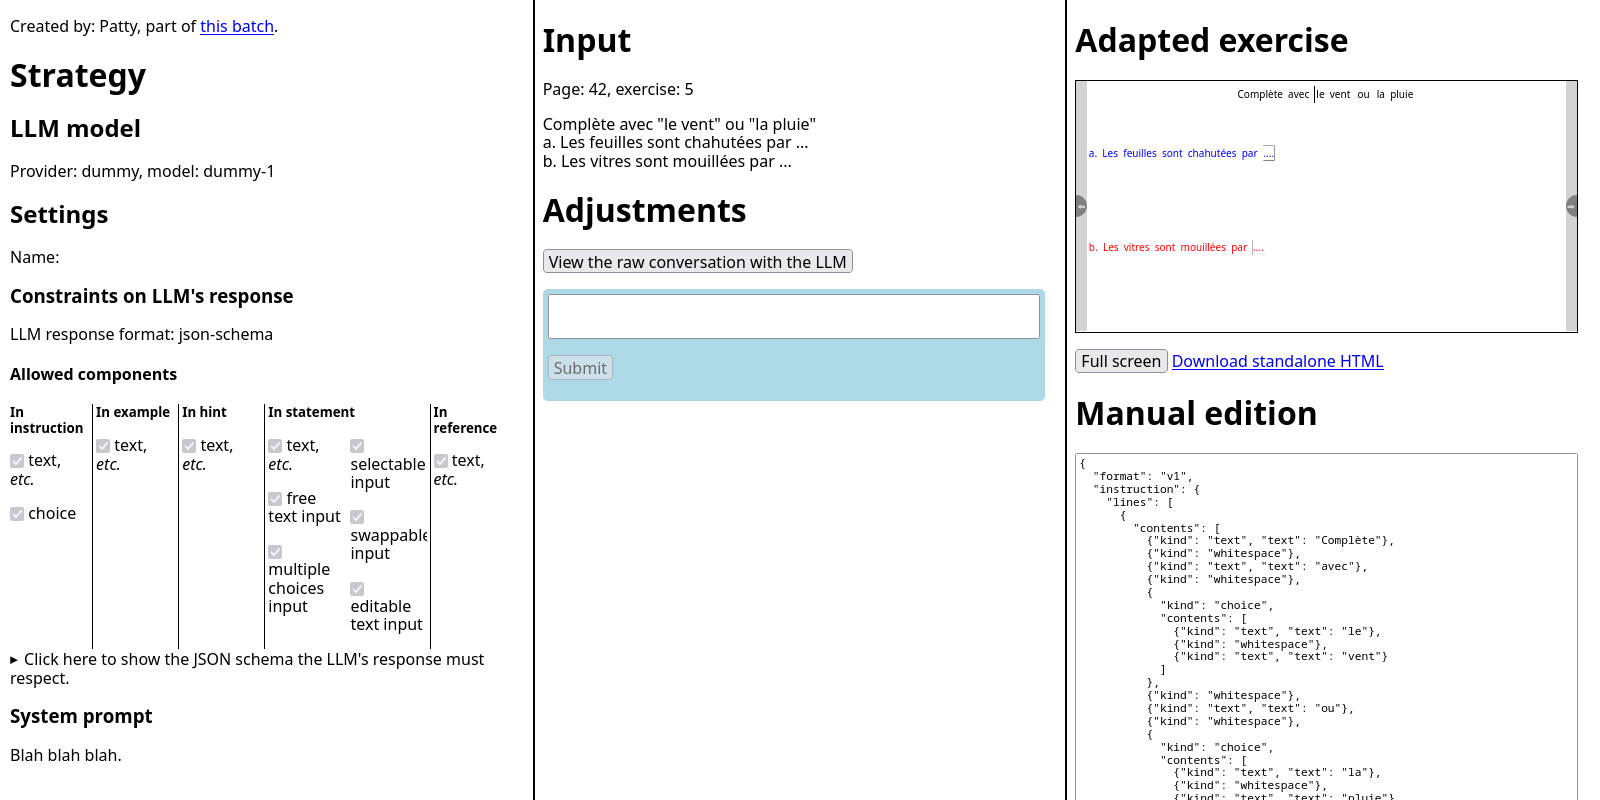 Created by: Patty, part of this batch.
Strategy
LLM model
Provider: dummy, model: dummy-1
Settings
Name:
Constraints on LLM's response
LLM response format: json-schema
Allowed components
In instruction
text, etc.
choice
In example
text, etc.
In hint
text, etc.
In statement
text, etc.
free text input
multiple choices input
selectable input
swappable input
editable text input
In reference
text, etc.
▸ Click here to show the JSON schema the LLM's response must
respect.
System prompt
Blah blah blah.
Input
Page: 42, exercise: 5
Complète avec "le vent" ou "la pluie"
a. Les feuilles sont chahutées par ...
b. Les vitres sont mouillées par ...
Adjustments
View the raw conversation with the LLM
Submit
Adapted exercise
Complète avec le vent ou la pluie
a. Les feuilles sont chahutées par ....
b. Les vitres sont mouillées par ....
Full screen Download standalone HTML
Manual edition
{
  "format": "v1",
  "instruction": {
    "lines": [
      {
        "contents": [
          {"kind": "text", "text": "Complète"},
          {"kind": "whitespace"},
          {"kind": "text", "text": "avec"},
          {"kind": "whitespace"},
          {
            "kind": "choice",
            "contents": [
              {"kind": "text", "text": "le"},
              {"kind": "whitespace"},
              {"kind": "text", "text": "vent"}
            ]
          },
          {"kind": "whitespace"},
          {"kind": "text", "text": "ou"},
          {"kind": "whitespace"},
          {
            "kind": "choice",
            "contents": [
              {"kind": "text", "text": "la"},
              {"kind": "whitespace"},
              {"kind": "text", "text": "pluie"}